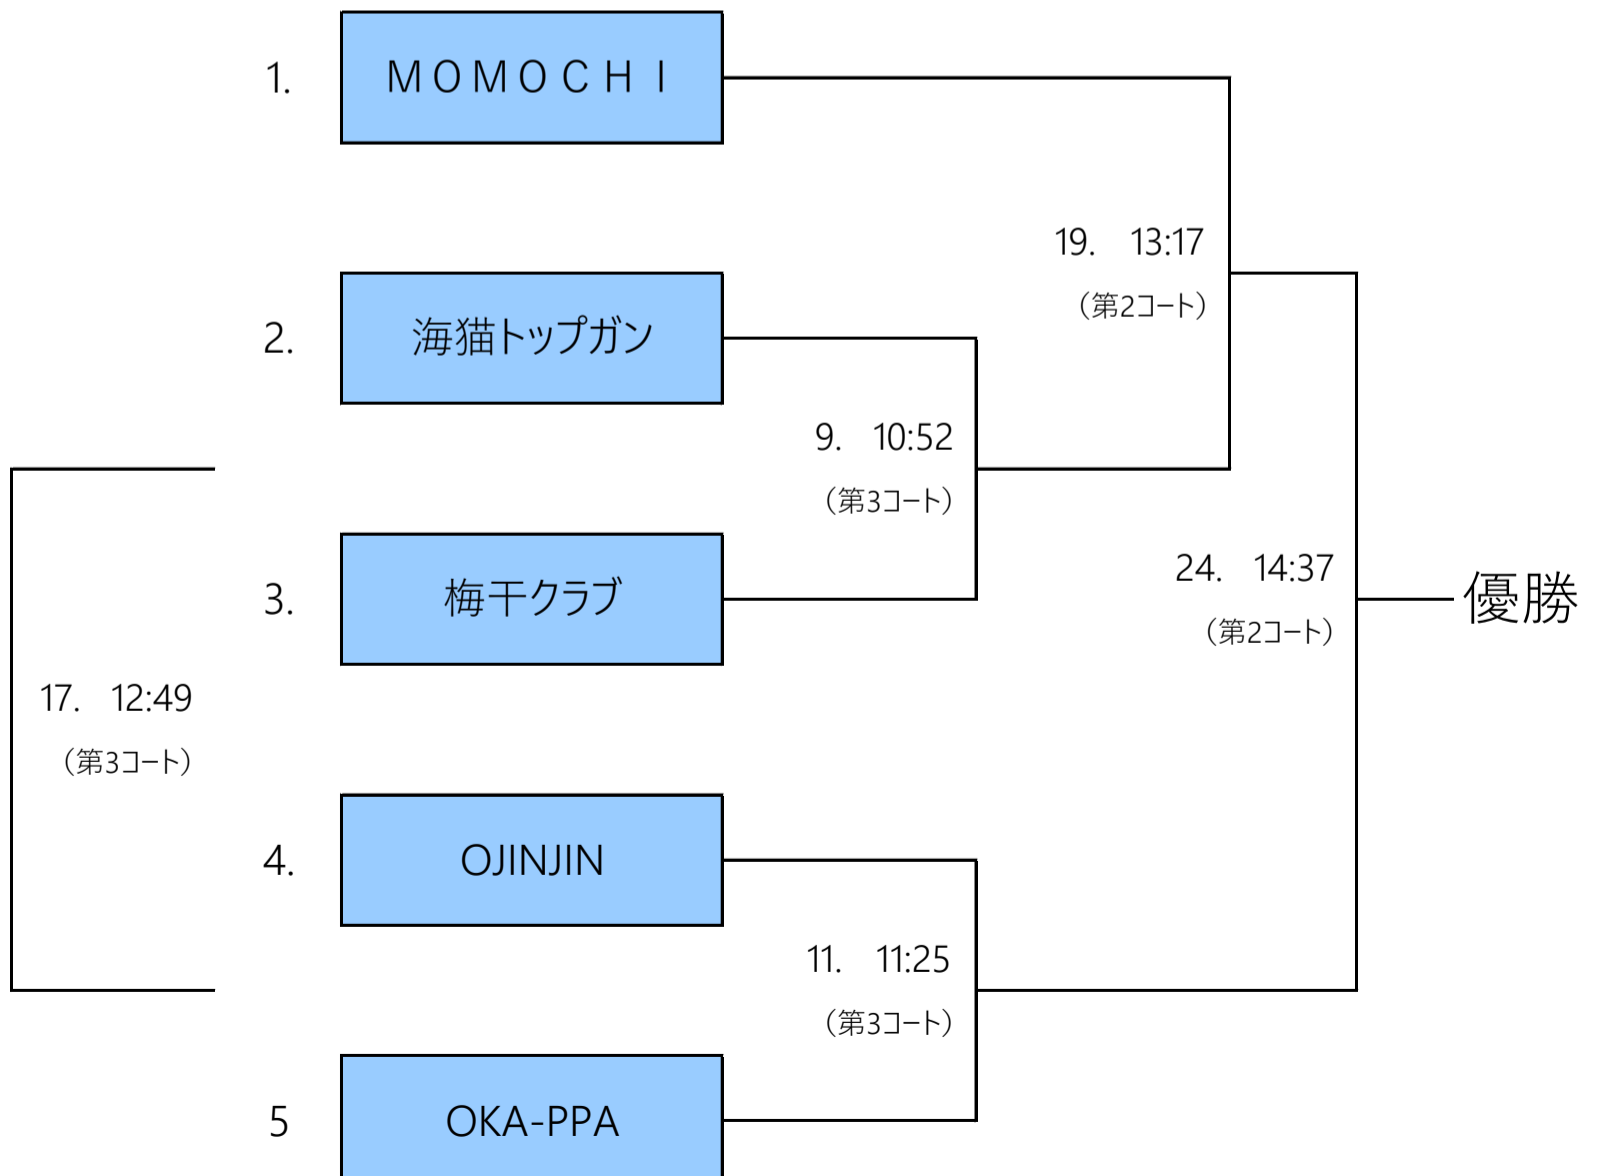 1. ＭＯＭＯＣＨＩ
19. 13:17
（第2コート）
2. 海猫トップガン
9. 10:52
（第3コート）
3. 梅干クラブ
24. 14:37
（第2コート）
優勝
17. 12:49
（第3コート）
4. OJINJIN
11. 11:25
（第3コート）
5 OKA-PPA